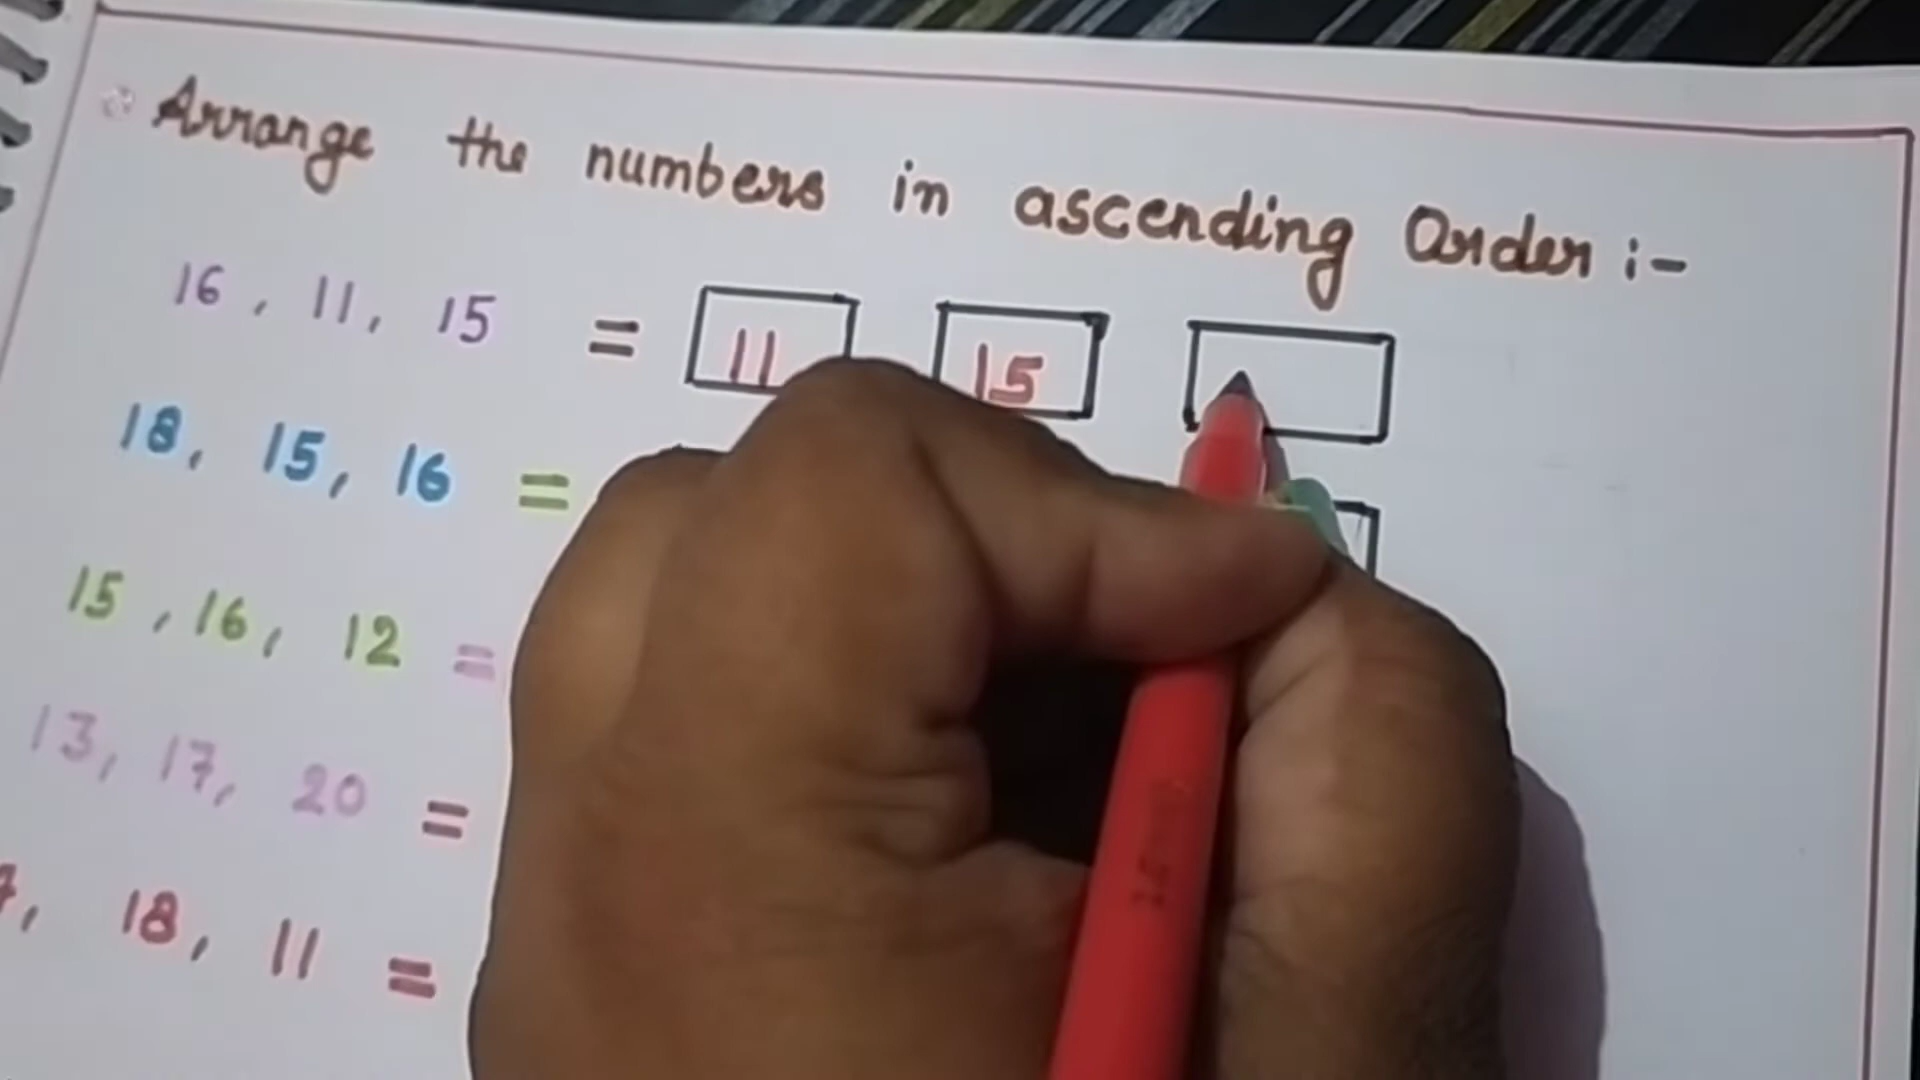 Arrange the numbers in ascending Order :-
16, 11, 15 = 11 15
18, 15, 16 =
15, 16, 12 =
13, 17, 20 =
7, 18, 11 =